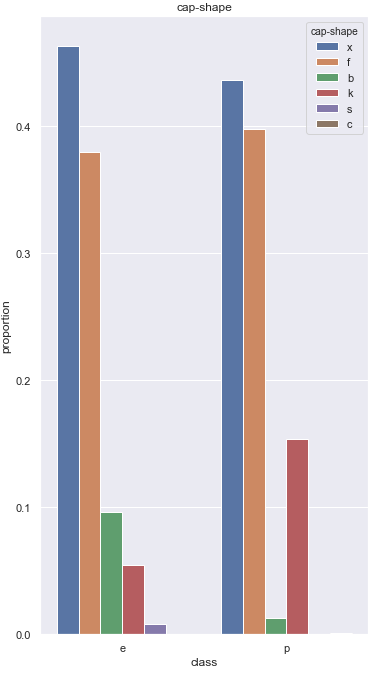 cap-shape
cap-shape
x
f
b
k
s
c
0.4
0.3
0.2
0.1
0.0
proportion
e p
class